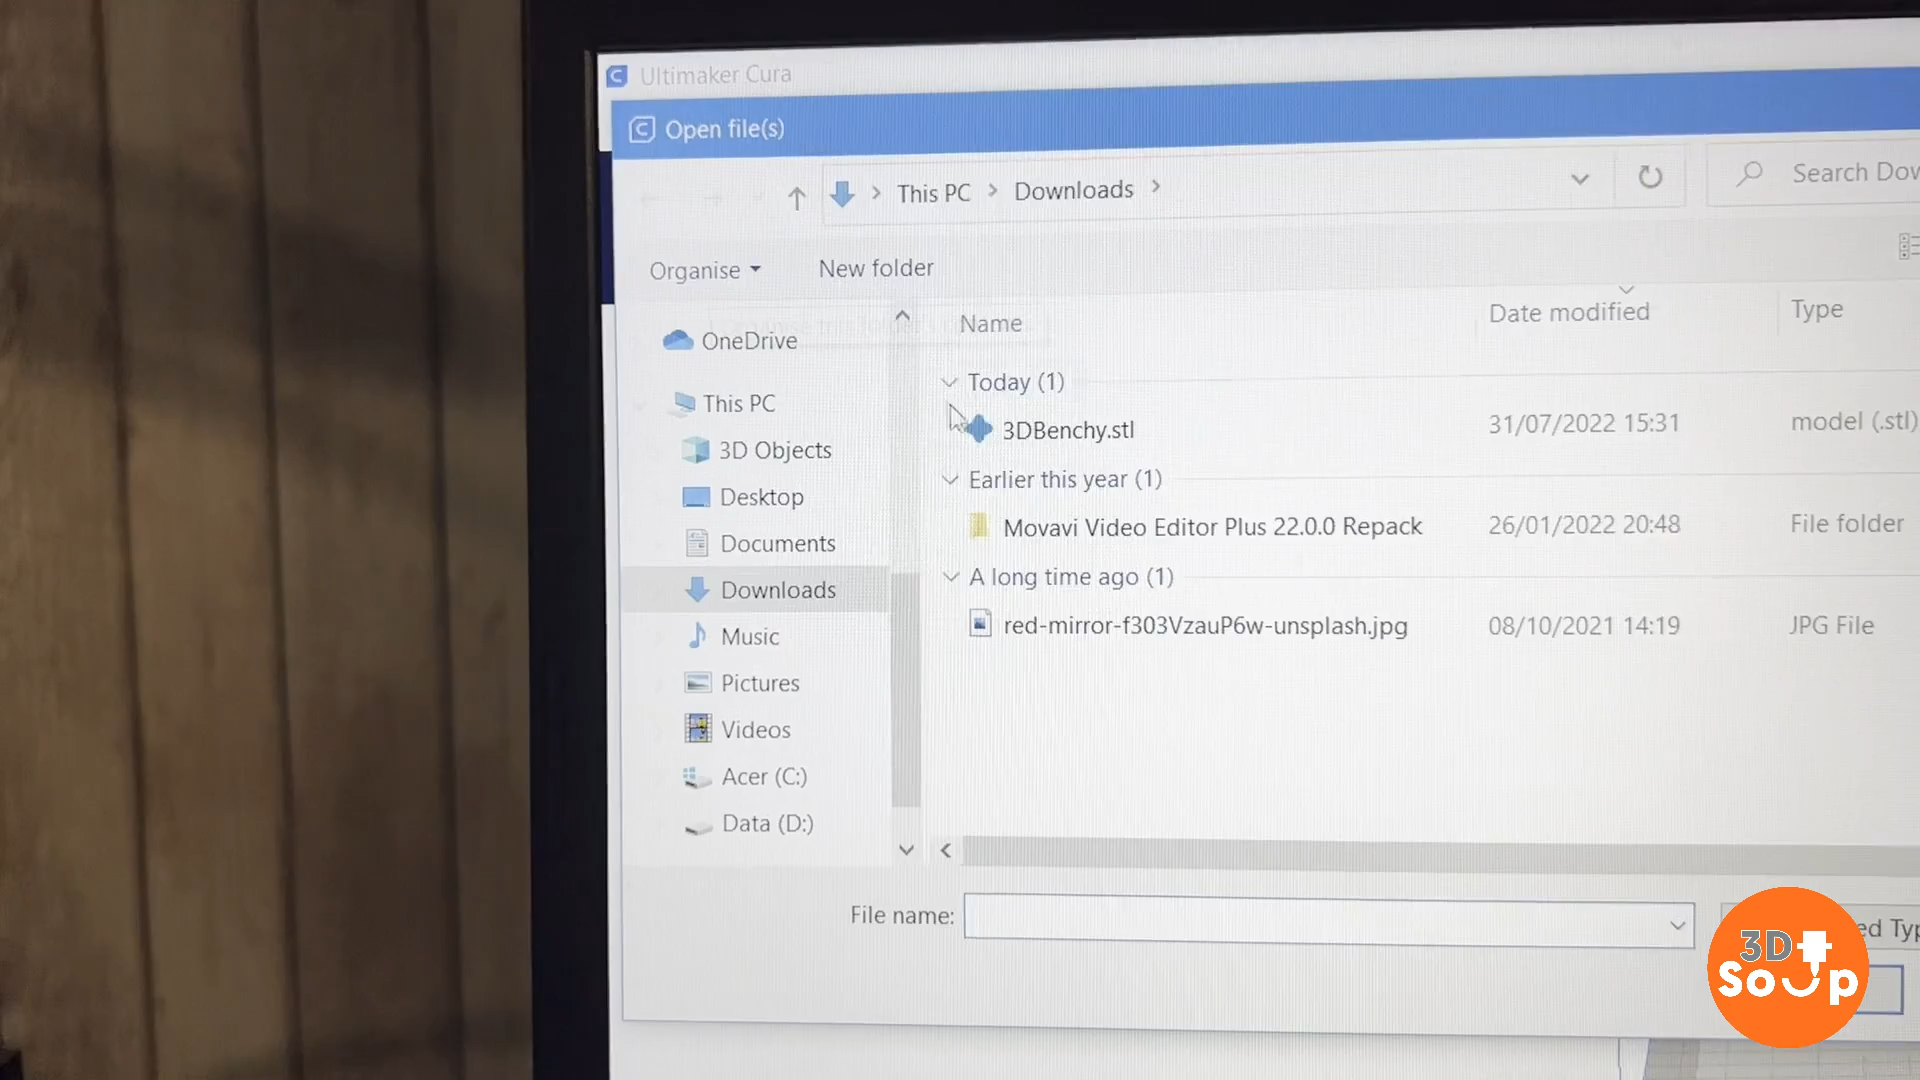 Ultimaker Cura
Open file(s)
This PC > Downloads >
Search Dow
Organise
New folder
Name
Date modified
Type
OneDrive
This PC
3D Objects
Desktop
Documents
Downloads
Music
Pictures
Videos
Acer (C:)
Data (D:)
Today (1)
3DBenchy.stl 31/07/2022 15:31 model (.stl)
Earlier this year (1)
Movavi Video Editor Plus 22.0.0 Repack 26/01/2022 20:48 File folder
A long time ago (1)
red-mirror-f303VzauP6w-unsplash.jpg 08/10/2021 14:19 JPG File
File name:
ed Typ
3D
Soup